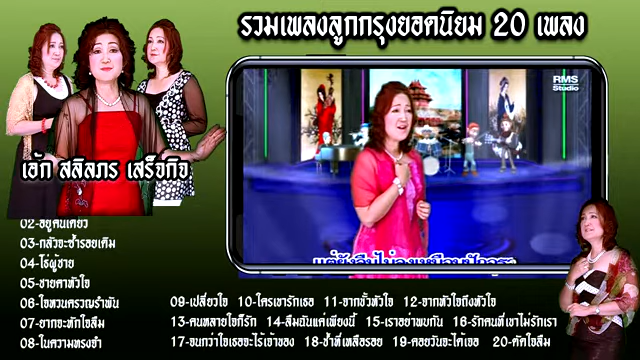 รวมเพลงลูกกรุงยอดนิยม 20 เพลง
RMS
Studio
เอ้ก สลิลภร เสร็จกิจ
02-อยู่คนเดียว
03-กลัวจะช้ำรอยเดิม
04-โธ่ผู้ชาย
05-ชายคาหัวใจ
06-ใจหวนครวญรำพัน
07-ยากจะหักใจลืม
08-ในความทรงจำ
09-เปลี่ยวใจ 10-ใครเขารักเธอ 11-จากขั้วหัวใจ 12-จากหัวใจถึงหัวใจ
13-คนหลายใจก็รัก 14-ลืมฉันแค่เพียงนี้ 15-เราอย่าพบกัน 16-รักคนที่เขาไม่รักเรา
17-จนกว่าใจเธอจะไร้เจ้าของ 18-ช้ำที่เหลือรอย 19-คอยวันจะได้เจอ 20-ตัดใจลืม